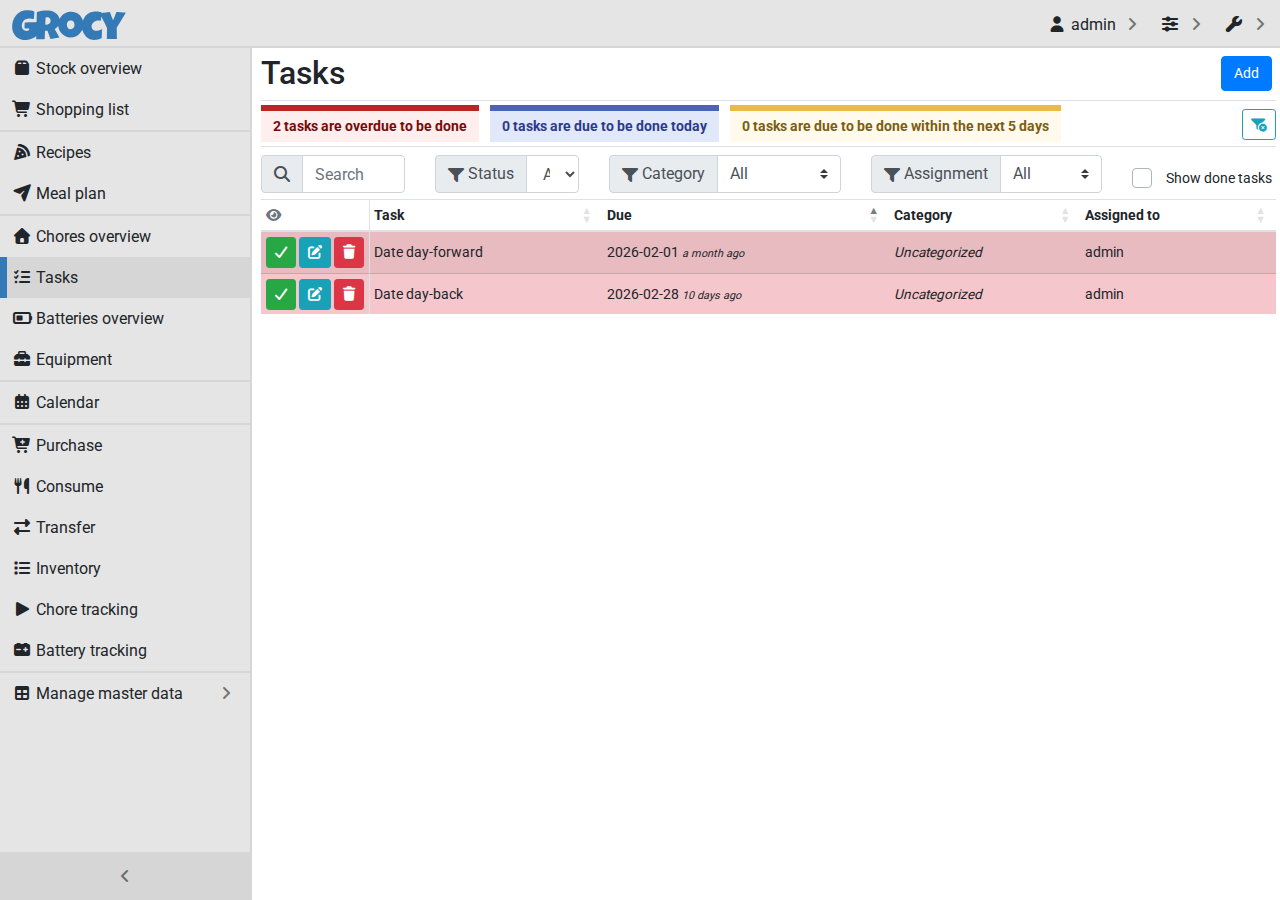 GROCY
admin
Stock overview
Shopping list
Recipes
Meal plan
Chores overview
Tasks
Batteries overview
Equipment
Calendar
Purchase
Consume
Transfer
Inventory
Chore tracking
Battery tracking
Manage master data
Tasks
Add
2 tasks are overdue to be done
0 tasks are due to be done today
0 tasks are due to be done within the next 5 days
Search
Status
Category All
Assignment All
Show done tasks
Task Due Category Assigned to
Date day-forward 2026-02-01 a month ago Uncategorized admin
Date day-back 2026-02-28 10 days ago Uncategorized admin